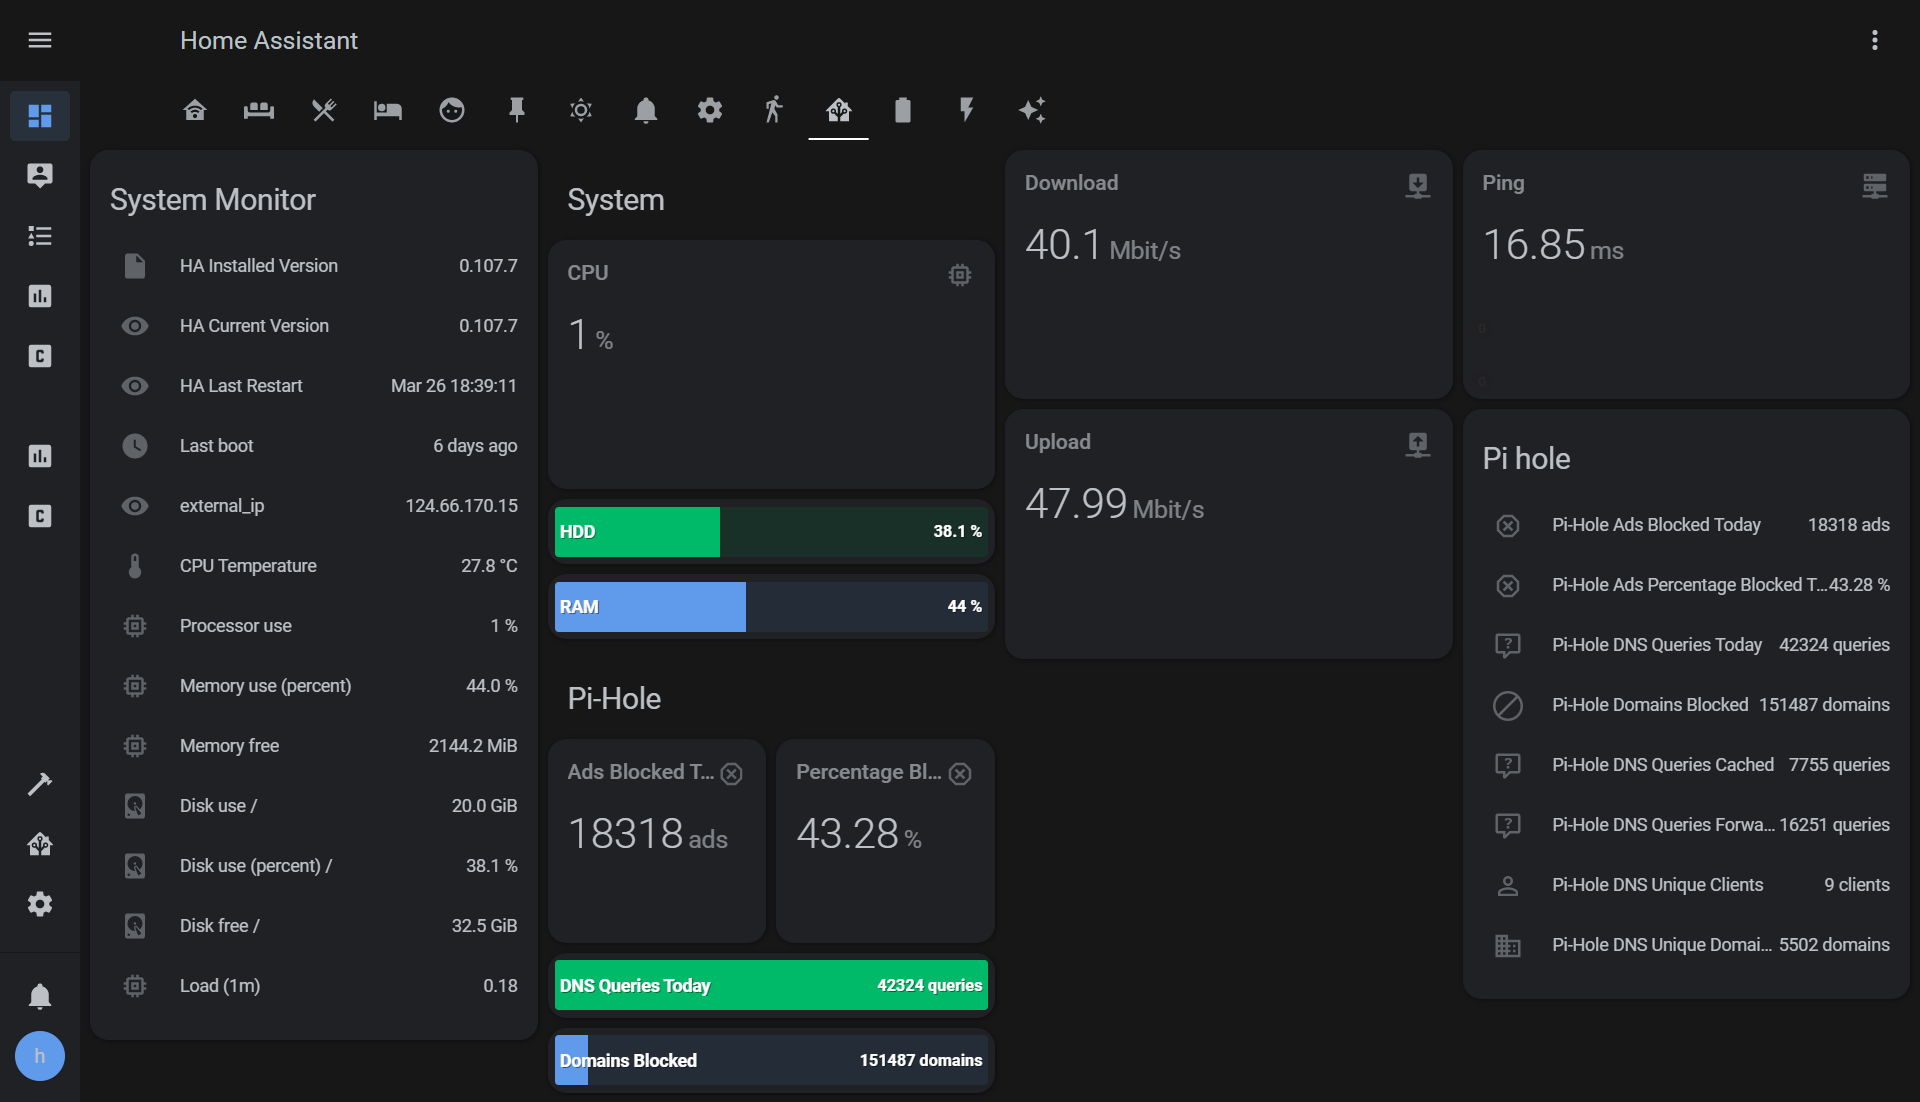 Home Assistant
System Monitor
HA Installed Version 0.107.7
HA Current Version 0.107.7
HA Last Restart Mar 26 18:39:11
Last boot 6 days ago
external_ip 124.66.170.15
CPU Temperature 27.8 °C
Processor use 1 %
Memory use (percent) 44.0 %
Memory free 2144.2 MiB
Disk use / 20.0 GiB
Disk use (percent) / 38.1 %
Disk free / 32.5 GiB
Load (1m) 0.18
C
C
h
System
CPU
1 %
HDD 38.1 %
RAM 44 %
Pi-Hole
Ads Blocked T...
18318 ads
Percentage Bl...
43.28 %
DNS Queries Today 42324 queries
Domains Blocked 151487 domains
Download
40.1 Mbit/s
Upload
47.99 Mbit/s
Ping
16.85 ms
0
0
Pi hole
Pi-Hole Ads Blocked Today 18318 ads
Pi-Hole Ads Percentage Blocked T... 43.28 %
Pi-Hole DNS Queries Today 42324 queries
Pi-Hole Domains Blocked 151487 domains
Pi-Hole DNS Queries Cached 7755 queries
Pi-Hole DNS Queries Forwa... 16251 queries
Pi-Hole DNS Unique Clients 9 clients
Pi-Hole DNS Unique Domai... 5502 domains